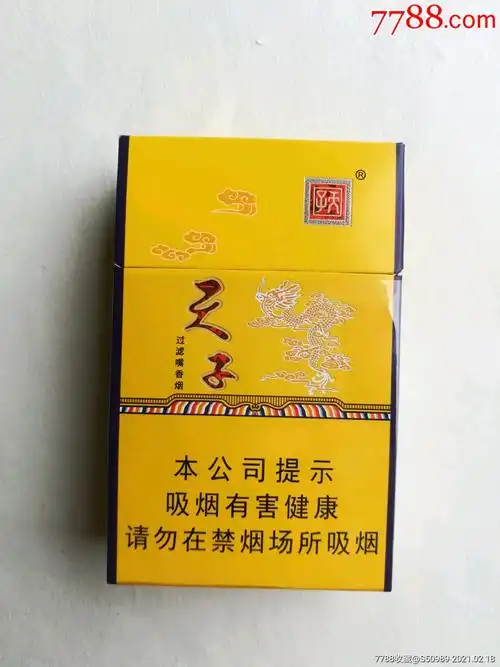 7788.com
天子
®
天子
过滤嘴香烟
本公司提示
吸烟有害健康
请勿在禁烟场所吸烟
7788收藏@S50989-2021.02.18